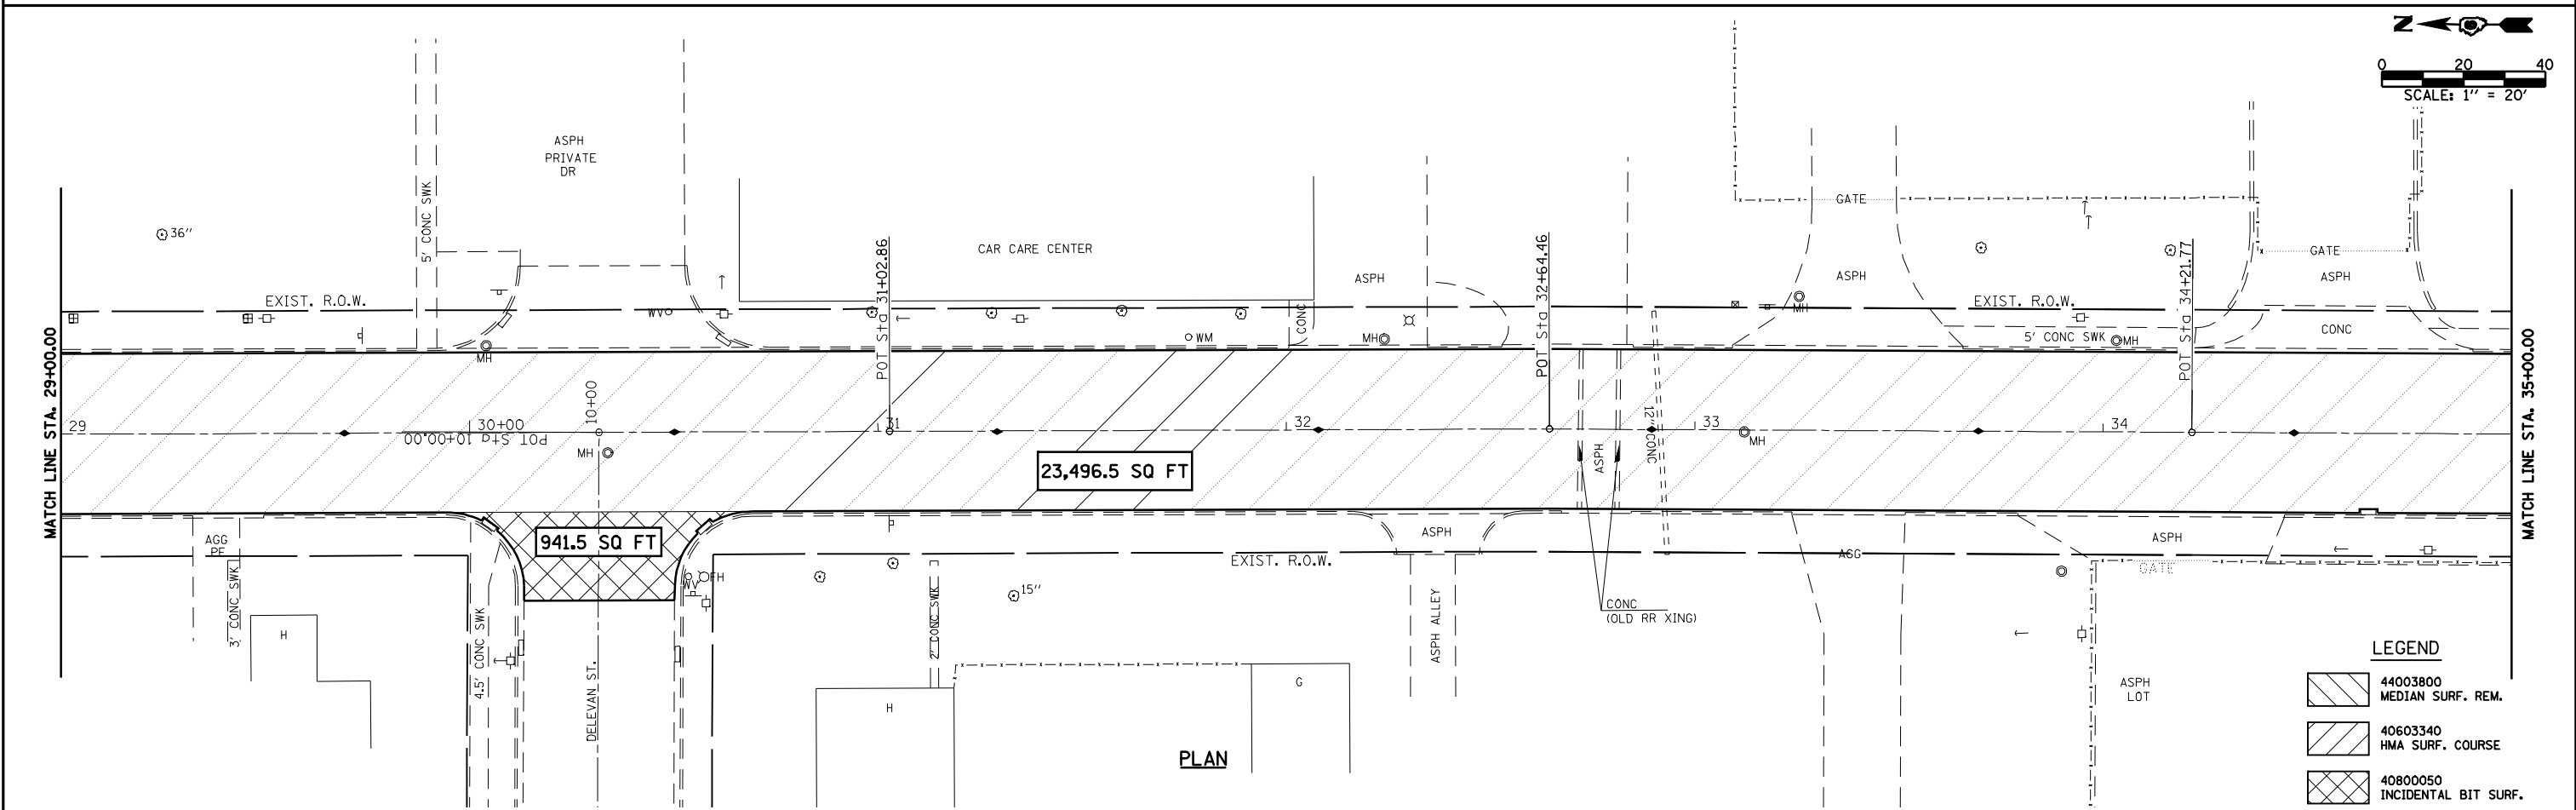 N
0 20 40
SCALE: 1" = 20'
MATCH LINE STA. 29+00.00
36"
5' CONC SWK
ASPH
PRIVATE
DR
EXIST. R.O.W.
MH
WV
POT Sta 31+02.86
CAR CARE CENTER
WM
CONC
ASPH
MH
POT Sta 32+64.46
GATE
ASPH
MH
EXIST. R.O.W.
5' CONC SWK
MH
POT Sta 34+21.77
GATE
ASPH
CONC
MATCH LINE STA. 35+00.00
29
30+00
POT Sta 10+00.00
10+00
MH
31
32
33
34
MH
12" CONC
ASPH
23,496.5 SQ FT
941.5 SQ FT
AGG
PE
3' CONC SWK
H
4.5' CONC SWK
DELEVAN ST.
WV
FH
2' CONC SWK
H
15"
EXIST. R.O.W.
G
ASPH
ASPH ALLEY
CONC
(OLD RR XING)
AGG
ASPH
GATE
ASPH
LOT
PLAN
LEGEND
44003800
MEDIAN SURF. REM.
40603340
HMA SURF. COURSE
40800050
INCIDENTAL BIT SURF.